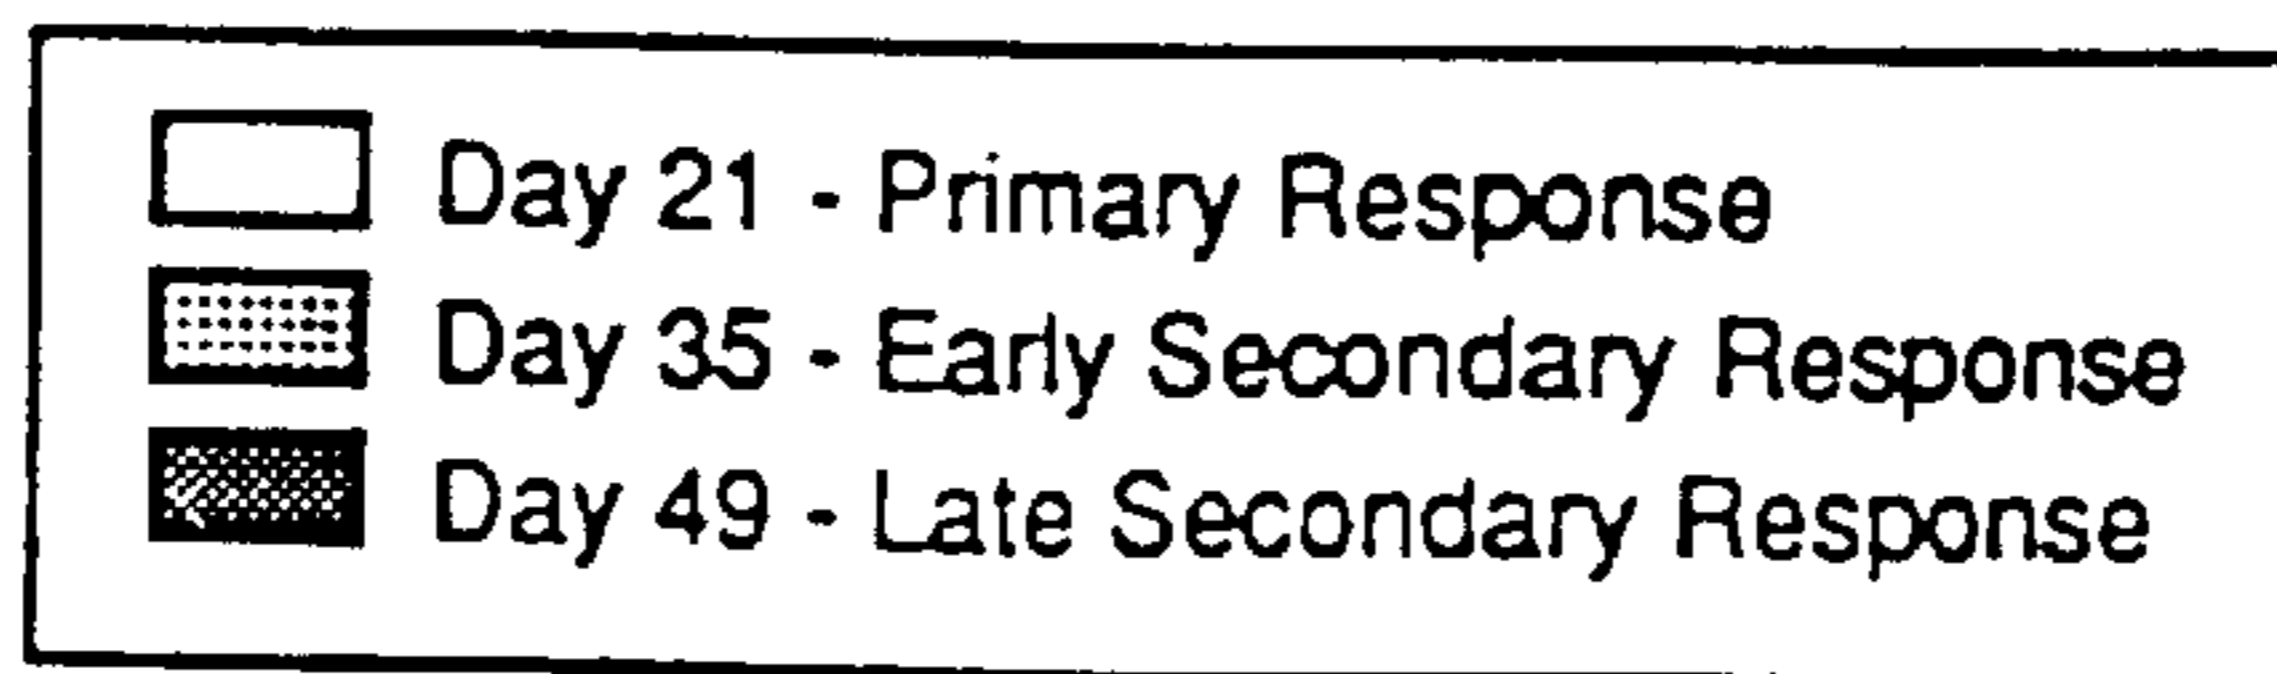 Day 21 - Primary Response
Day 35 - Early Secondary Response
Day 49 - Late Secondary Response